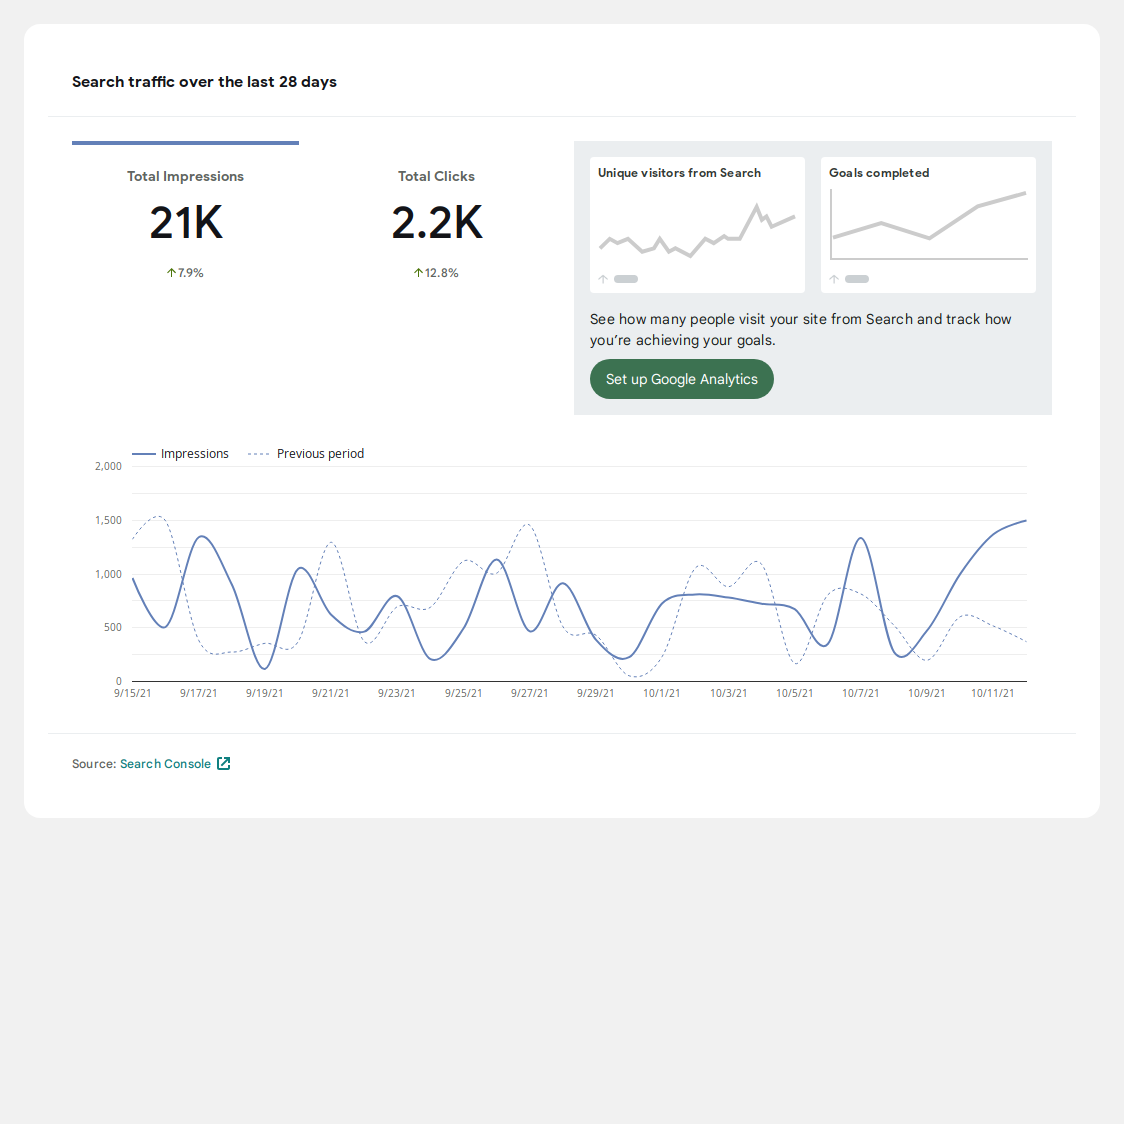 Search traffic over the last 28 days
Total Impressions
21K
7.9%
Total Clicks
2.2K
12.8%
Unique visitors from Search
Goals completed
See how many people visit your site from Search and track how
you’re achieving your goals.
Set up Google Analytics
Impressions
Previous period
2,000
1,500
1,000
500
0
9/15/21 9/17/21 9/19/21 9/21/21 9/23/21 9/25/21 9/27/21 9/29/21 10/1/21 10/3/21 10/5/21 10/7/21 10/9/21 10/11/21
Source: Search Console